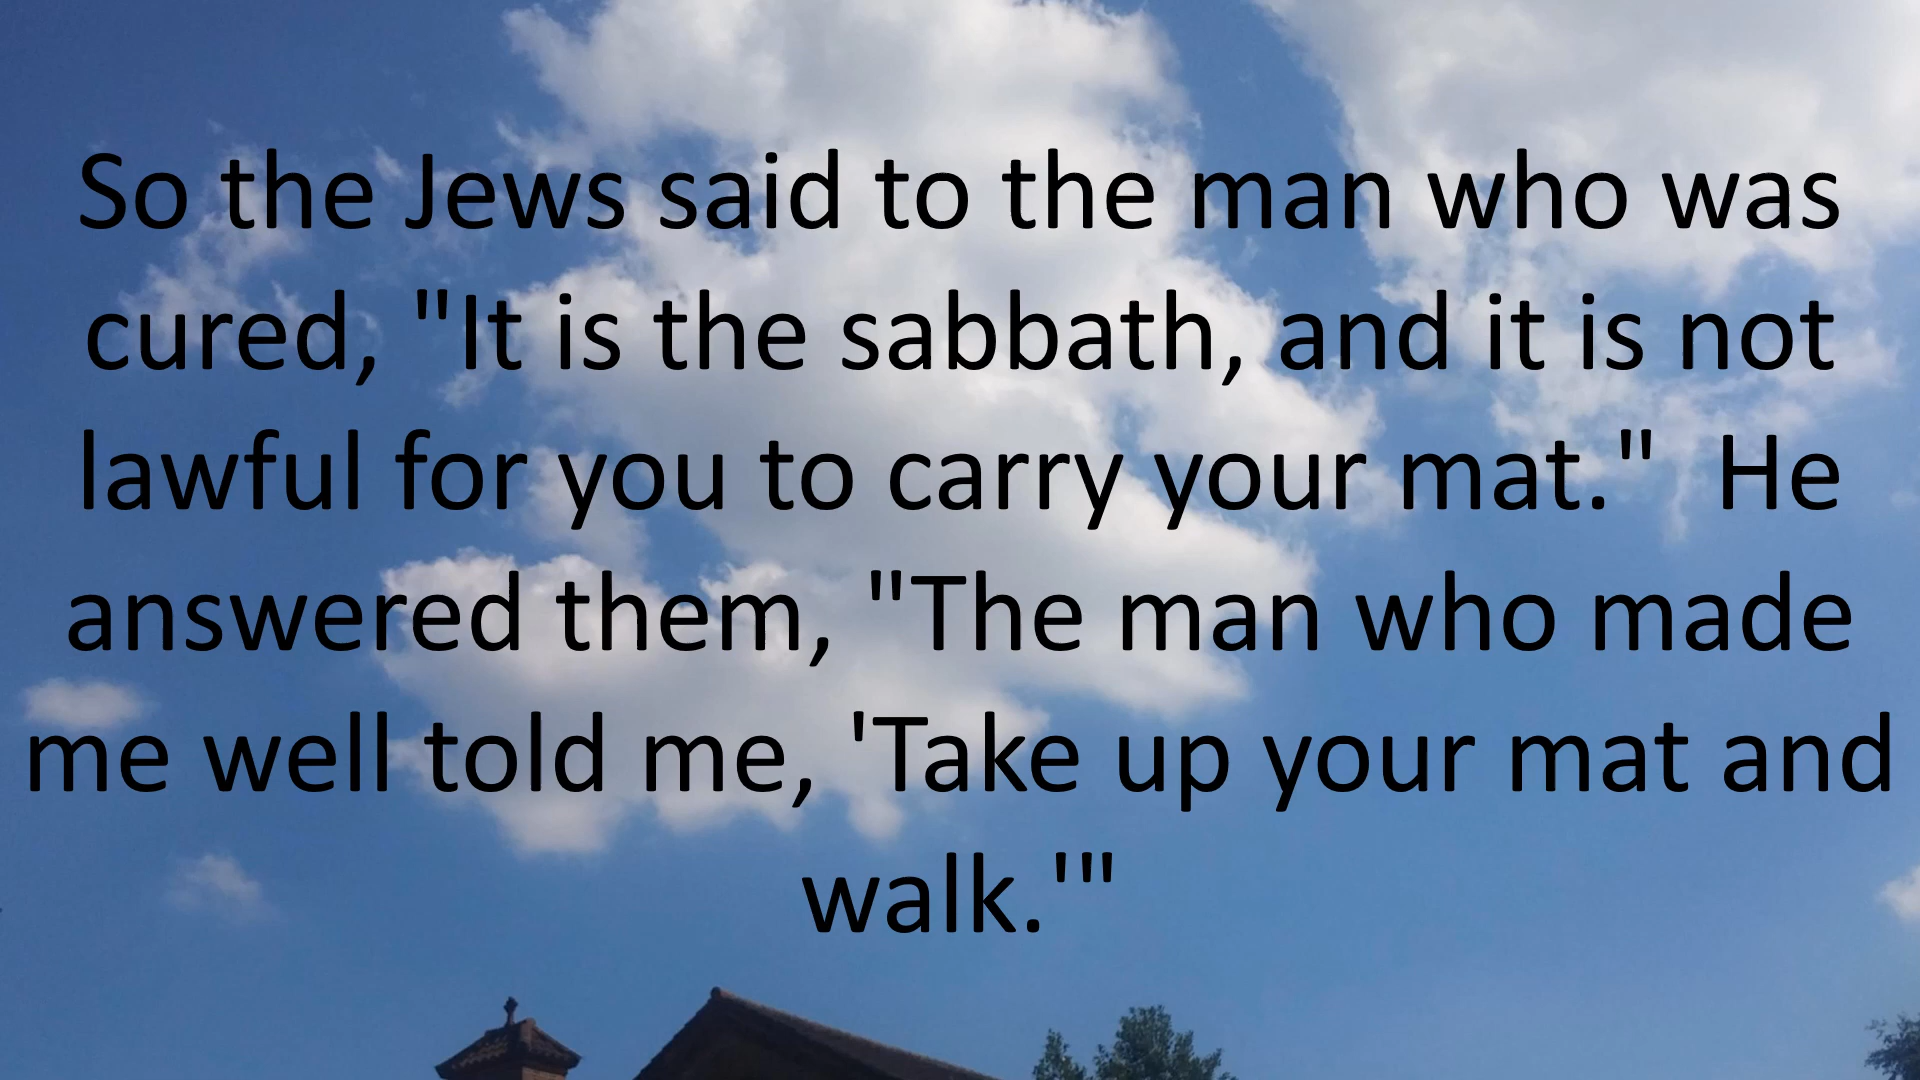 So the Jews said to the man who was
cured, "It is the sabbath, and it is not
lawful for you to carry your mat."  He
answered them, "The man who made
me well told me, 'Take up your mat and
walk.'"